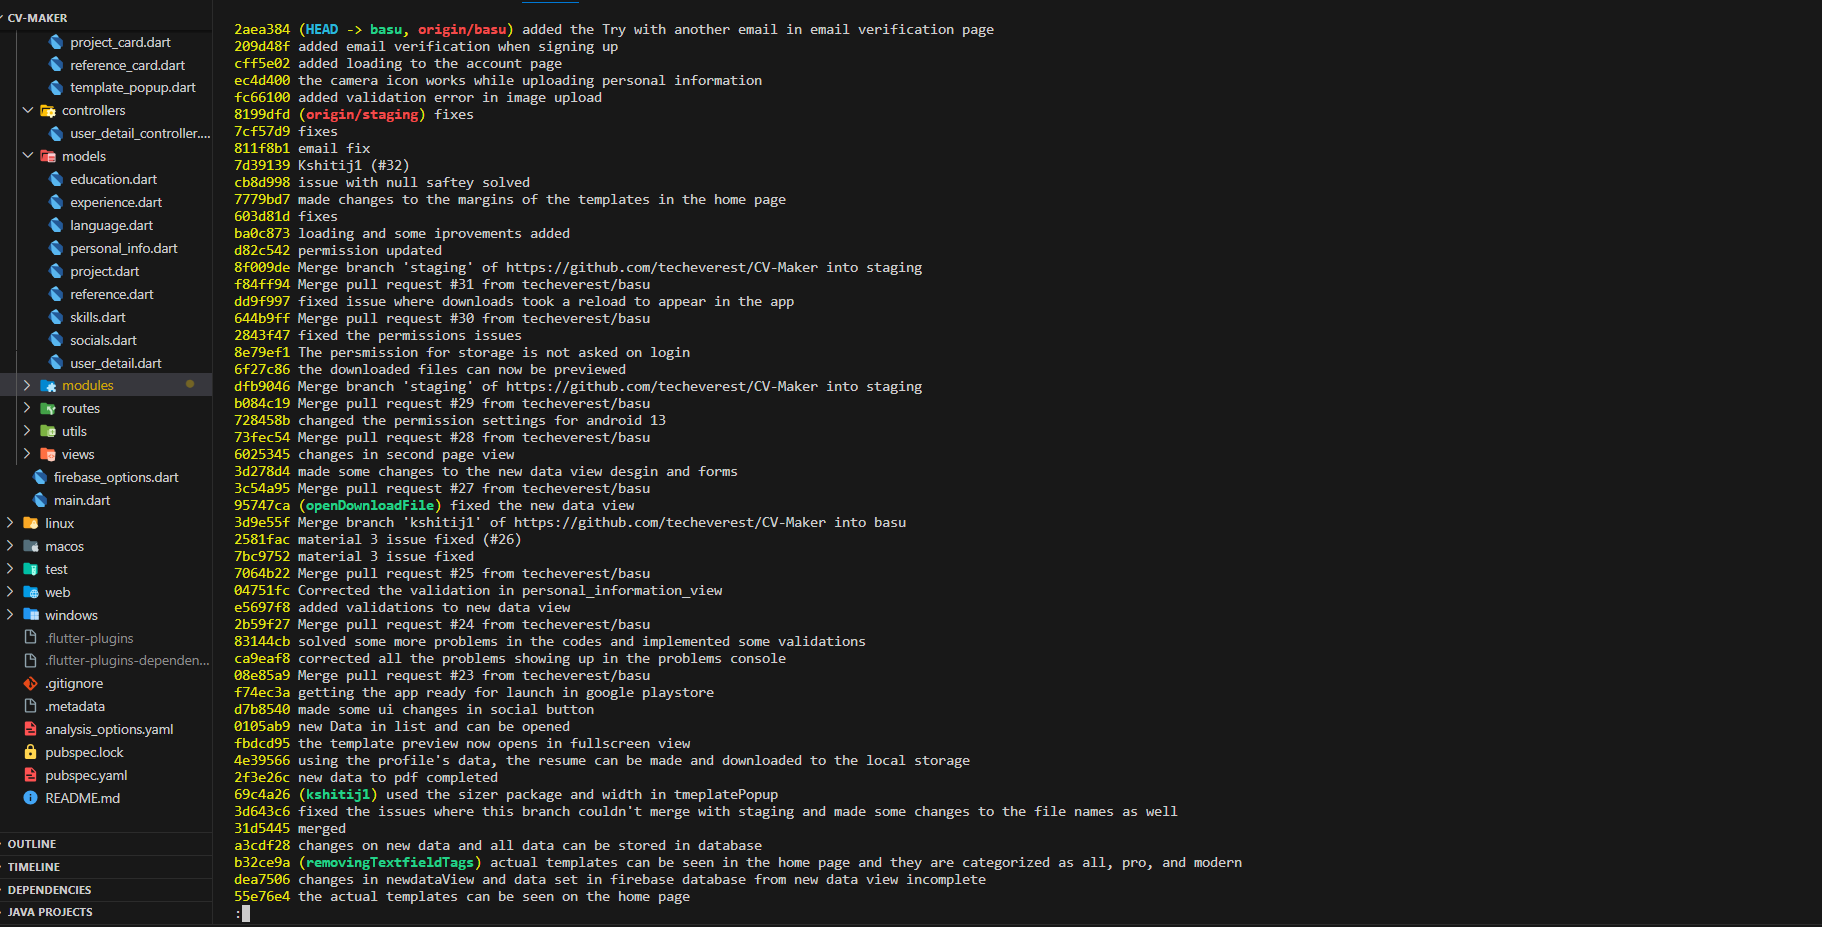 CV-MAKER
project_card.dart
reference_card.dart
template_popup.dart
controllers
user_detail_controller....
models
education.dart
experience.dart
language.dart
personal_info.dart
project.dart
reference.dart
skills.dart
socials.dart
user_detail.dart
modules
routes
utils
views
firebase_options.dart
main.dart
linux
macos
test
web
windows
.flutter-plugins
.flutter-plugins-dependen...
.gitignore
.metadata
analysis_options.yaml
pubspec.lock
pubspec.yaml
README.md
OUTLINE
TIMELINE
DEPENDENCIES
JAVA PROJECTS
2aea384 (HEAD -> basu, origin/basu) added the Try with another email in email verification page
209d48f added email verification when signing up
cff5e02 added loading to the account page
ec4d400 the camera icon works while uploading personal information
fc66100 added validation error in image upload
8199dfd (origin/staging) fixes
7cf57d9 fixes
811f8b1 email fix
7d39139 Kshitij1 (#32)
cb8d998 issue with null saftey solved
7779bd7 made changes to the margins of the templates in the home page
603d81d fixes
ba0c873 loading and some iprovements added
d82c542 permission updated
8f009de Merge branch 'staging' of https://github.com/techeverest/CV-Maker into staging
f84ff94 Merge pull request #31 from techeverest/basu
dd9f997 fixed issue where downloads took a reload to appear in the app
644b9ff Merge pull request #30 from techeverest/basu
2843f47 fixed the permissions issues
8e79ef1 The persmission for storage is not asked on login
6f27c86 the downloaded files can now be previewed
dfb9046 Merge branch 'staging' of https://github.com/techeverest/CV-Maker into staging
b084c19 Merge pull request #29 from techeverest/basu
728458b changed the permission settings for android 13
73fec54 Merge pull request #28 from techeverest/basu
6025345 changes in second page view
3d278d4 made some changes to the new data view desgin and forms
3c54a95 Merge pull request #27 from techeverest/basu
95747ca (openDownloadFile) fixed the new data view
3d9e55f Merge branch 'kshitij1' of https://github.com/techeverest/CV-Maker into basu
2581fac material 3 issue fixed (#26)
7bc9752 material 3 issue fixed
7064b22 Merge pull request #25 from techeverest/basu
04751fc Corrected the validation in personal_information_view
e5697f8 added validations to new data view
2b59f27 Merge pull request #24 from techeverest/basu
83144cb solved some more problems in the codes and implemented some validations
ca9eaf8 corrected all the problems showing up in the problems console
08e85a9 Merge pull request #23 from techeverest/basu
f74ec3a getting the app ready for launch in google playstore
d7b8540 made some ui changes in social button
0105ab9 new Data in list and can be opened
fbdcd95 the template preview now opens in fullscreen view
4e39566 using the profile's data, the resume can be made and downloaded to the local storage
2f3e26c new data to pdf completed
69c4a26 (kshitij1) used the sizer package and width in tmeplatePopup
3d643c6 fixed the issues where this branch couldn't merge with staging and made some changes to the file names as well
31d5445 merged
a3cdf28 changes on new data and all data can be stored in database
b32ce9a (removingTextfieldTags) actual templates can be seen in the home page and they are categorized as all, pro, and modern
dea7506 changes in newdataView and data set in firebase database from new data view incomplete
55e76e4 the actual templates can be seen on the home page
: